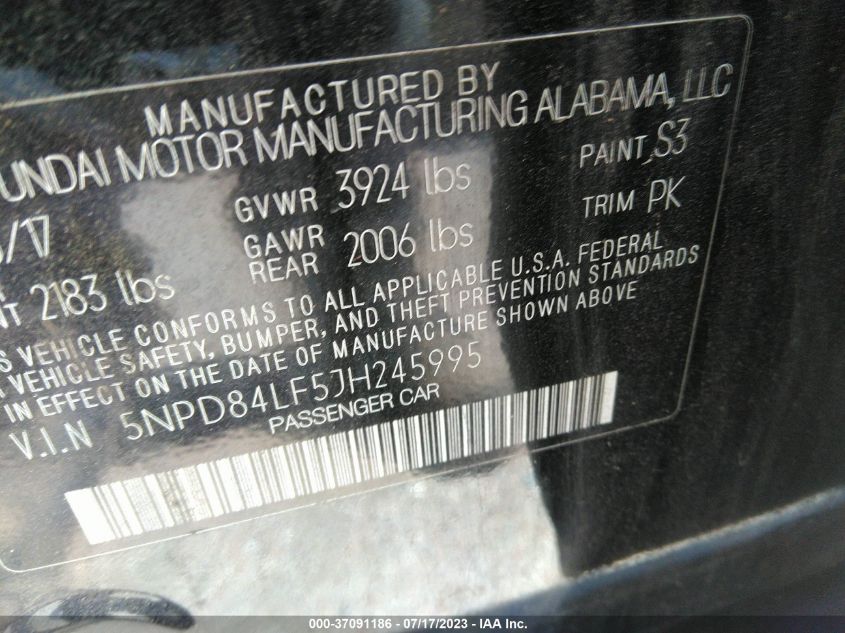 MANUFACTURED BY
UNDAI MOTOR MANUFACTURING ALABAMA, LLC
/17 GVWR 3924 lbs PAINT S3
GAWR REAR 2006 lbs TRIM PK
NT 2183 lbs
S VEHICLE CONFORMS TO ALL APPLICABLE U.S.A. FEDERAL
R VEHICLE SAFETY, BUMPER, AND THEFT PREVENTION STANDARDS
IN EFFECT ON THE DATE OF MANUFACTURE SHOWN ABOVE
V.I.N 5NPD84LF5JH245995
PASSENGER CAR
000-37091186 - 07/17/2023 - IAA Inc.